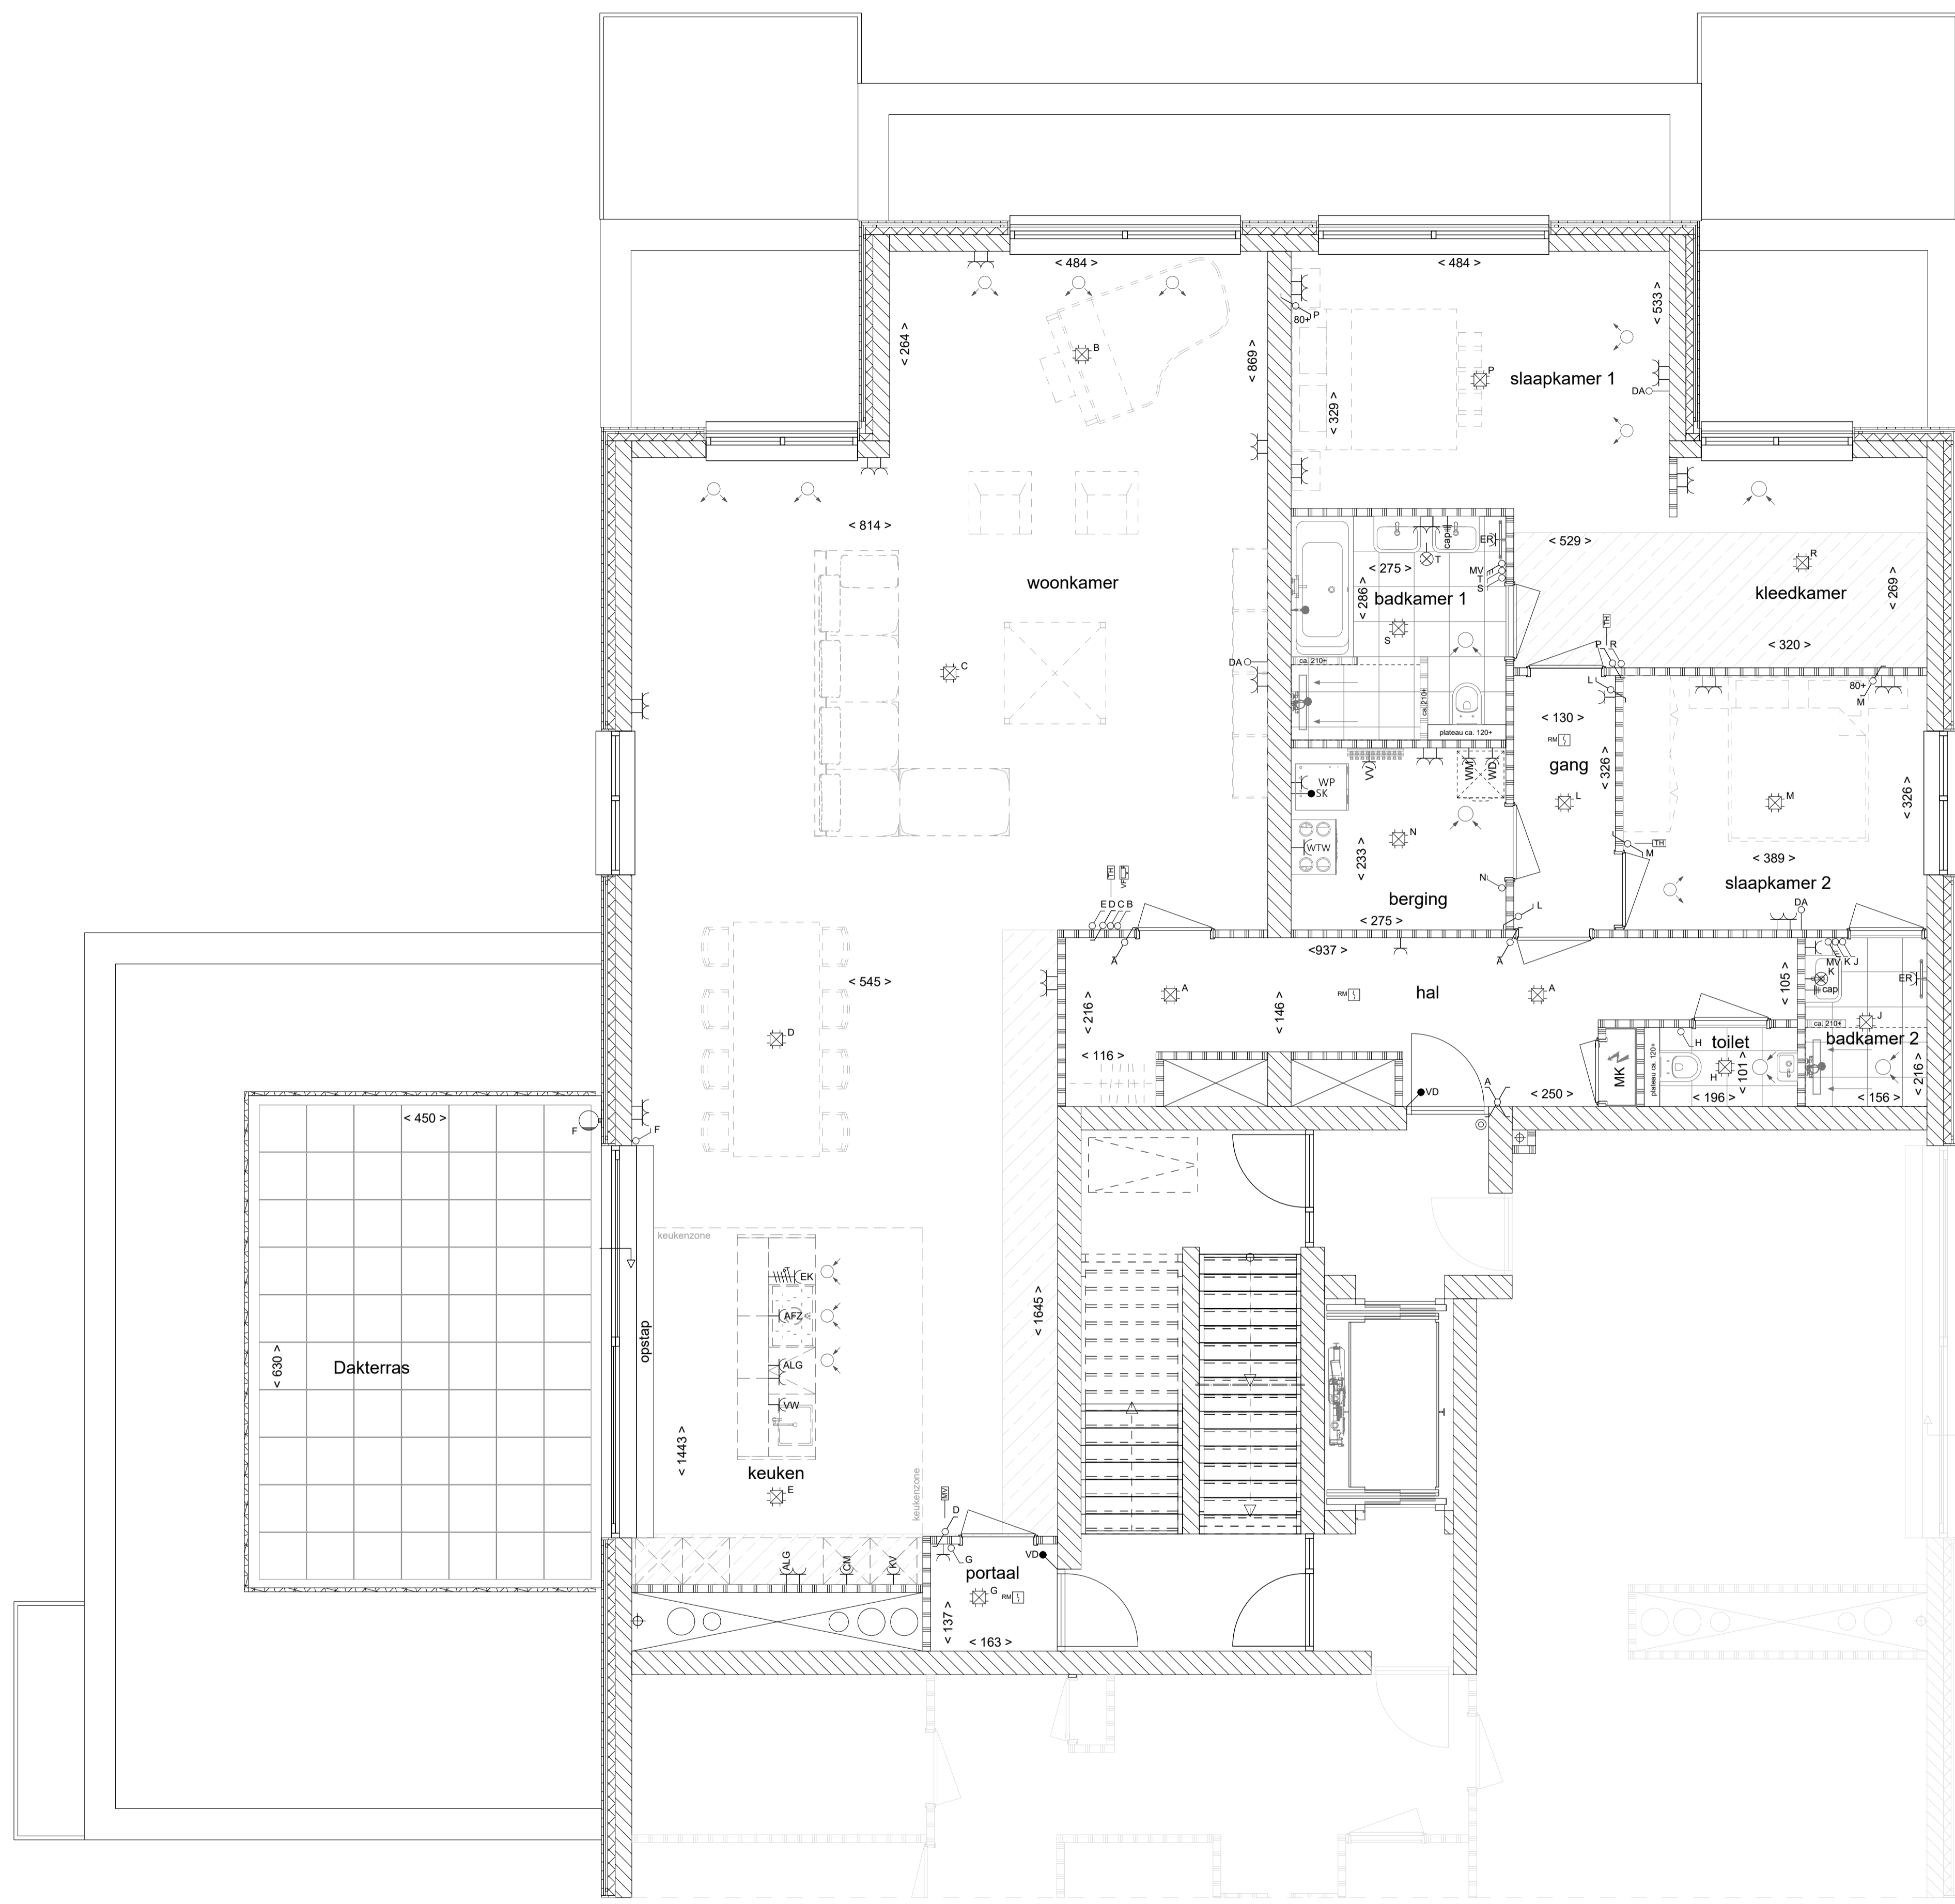 < 484 >
< 484 >
< 264 >
B
< 869 >
80+
P
< 329 >
P
slaapkamer 1
< 533 >
DA
< 814 >
woonkamer
C
DA
cap
ER
T
< 275 >
MV
T
S
< 286 >
badkamer 1
S
ca. 210+
ca. 210+
plateau ca. 120+
< 529 >
R
kleedkamer
< 269 >
< 320 >
TH
P
R
L
80+
M
< 130 >
RM
gang
< 326 >
L
M
< 326 >
VV
WM
WD
WP
SK
WTW
N
< 233 >
N
berging
< 275 >
L
M
TH
< 389 >
slaapkamer 2
DA
TH
VF
E D C B
A
<937 >
A
< 545 >
D
< 216 >
A
< 146 >
RM
hal
A
< 105 >
MV K J
K
cap
ER
J
ca. 210+
badkamer 2
< 216 >
< 156 >
< 116 >
VD
A
< 250 >
MK
plateau ca. 120+
H
toilet
H
< 101 >
< 196 >
< 450 >
F
F
keukenzone
EK
AFZ
ALG
VW
opstap
< 630 >
Dakterras
< 1645 >
< 1443 >
keuken
E
keukenzone
MV
D
G
VD
portaal
G
RM
ALG
CM
KV
< 137 >
< 163 >